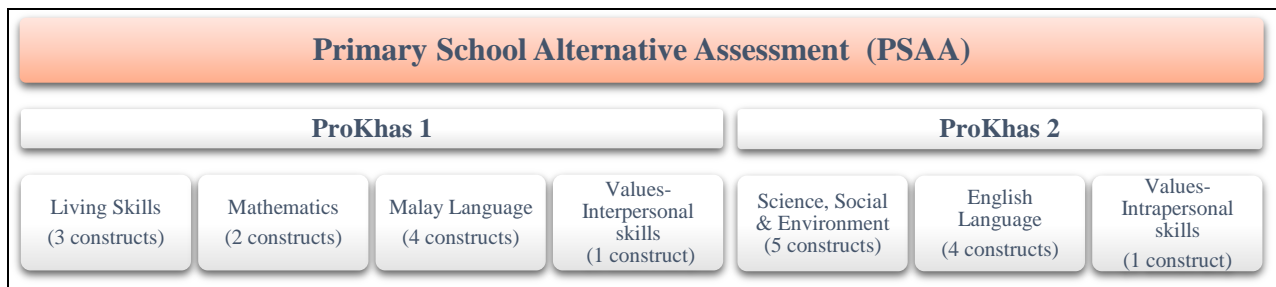 Primary School Alternative Assessment (PSAA)
ProKhas 1
ProKhas 2
Living Skills
(3 constructs)
Mathematics
(2 constructs)
Malay Language
(4 constructs)
Values-
Interpersonal
skills
(1 construct)
Science, Social
& Environment
(5 constructs)
English
Language
(4 constructs)
Values-
Intrapersonal
skills
(1 construct)